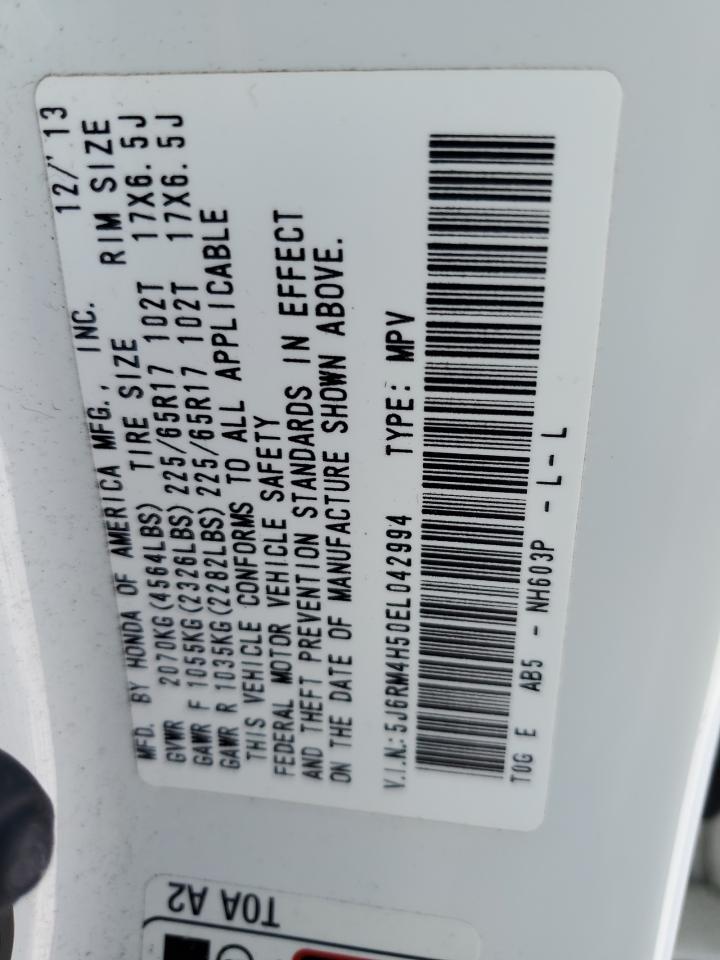 MFD. BY HONDA OF AMERICA MFG., INC. 12/'13
GVWR 2070KG(4564LBS) TIRE SIZE RIM SIZE
GAWR F 1055KG(2326LBS) 225/65R17 102T 17X6.5J
GAWR R 1035KG(2282LBS) 225/65R17 102T 17X6.5J
THIS VEHICLE CONFORMS TO ALL APPLICABLE
FEDERAL MOTOR VEHICLE SAFETY
AND THEFT PREVENTION STANDARDS IN EFFECT
ON THE DATE OF MANUFACTURE SHOWN ABOVE.
V.I.N.:5J6RM4H50EL042994 TYPE: MPV
T0G E AB5 - NH603P - L-L
T0A A2